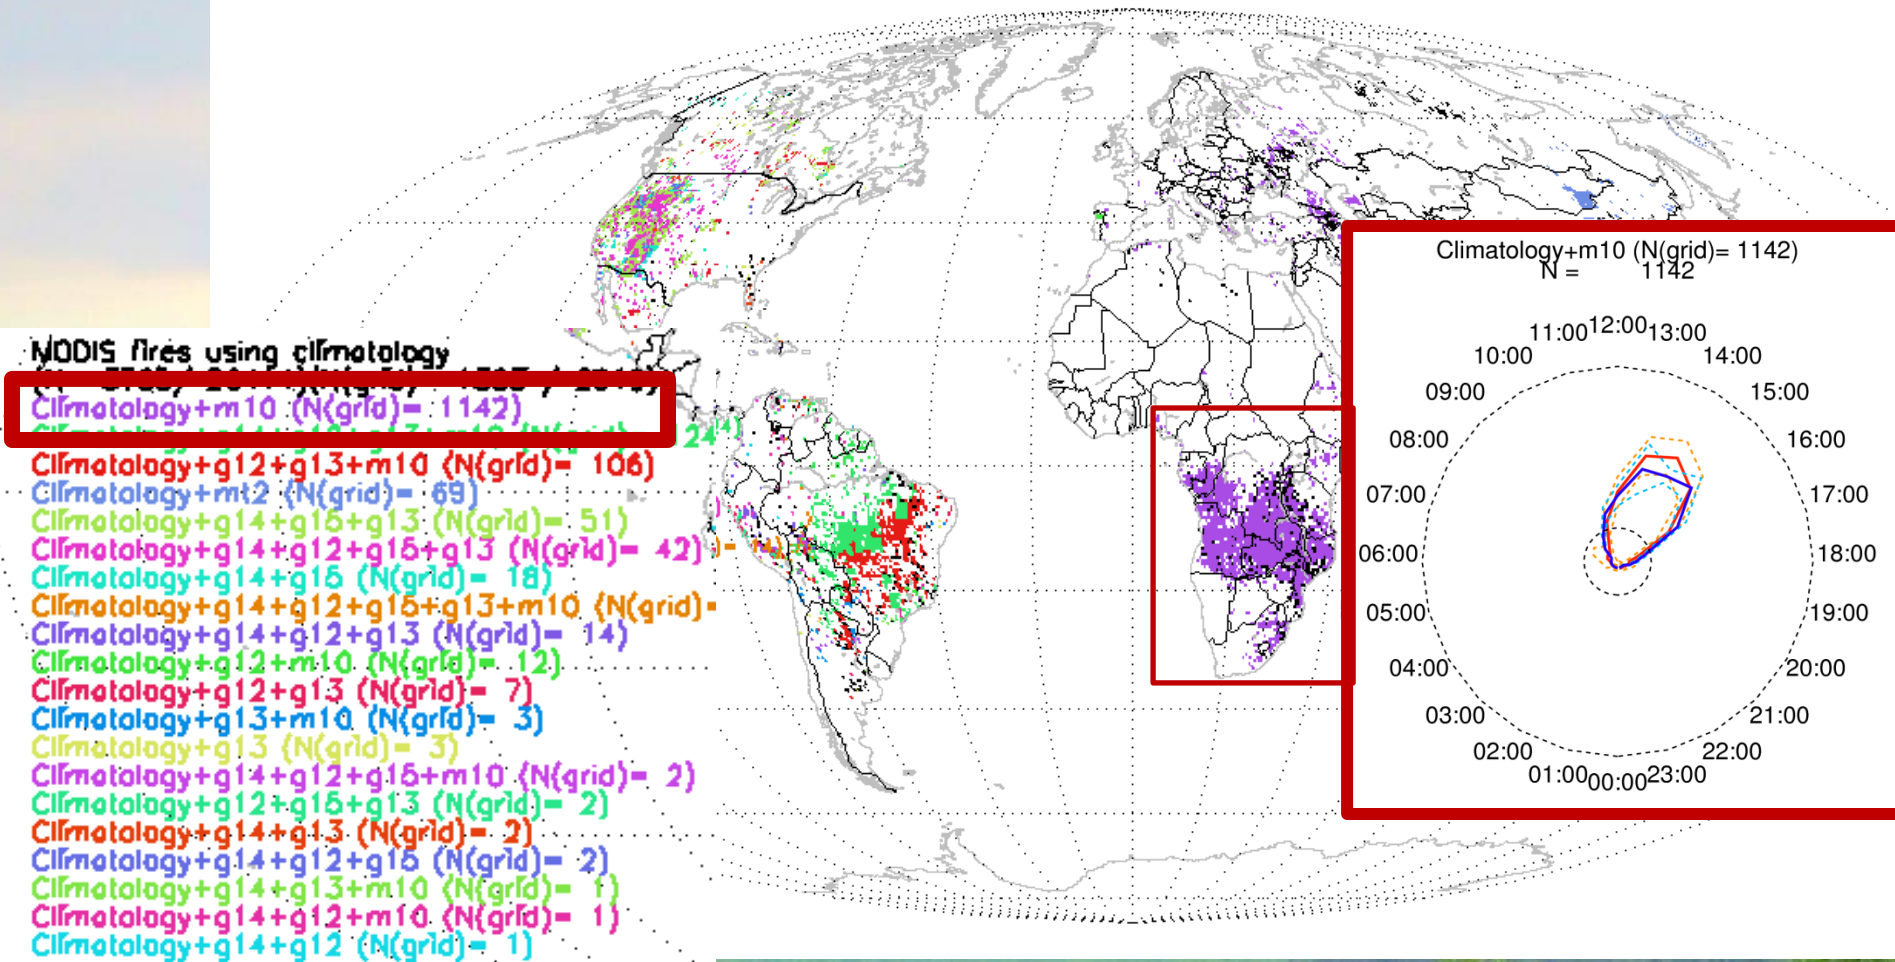 MODIS fires using climatology
Climatology+m10 (N(grid)= 1142)
Climatology+g12+g13+m10 (N(grid)= 106)
Climatology+mt2 (N(grid)= 69)
Climatology+g14+g15+g13 (N(grid)= 51)
Climatology+g14+g12+g15+g13 (N(grid)= 42)
Climatology+g14+g15 (N(grid)= 18)
Climatology+g14+g12+g15+g13+m10 (N(grid)=
Climatology+g14+g12+g13 (N(grid)= 14)
Climatology+g12+m10 (N(grid)= 12)
Climatology+g12+g13 (N(grid)= 7)
Climatology+g13+m10 (N(grid)= 3)
Climatology+g13 (N(grid)= 3)
Climatology+g14+g12+g15+m10 (N(grid)= 2)
Climatology+g12+g15+g13 (N(grid)= 2)
Climatology+g14+g13 (N(grid)= 2)
Climatology+g14+g12+g15 (N(grid)= 2)
Climatology+g14+g13+m10 (N(grid)= 1)
Climatology+g14+g12+m10 (N(grid)= 1)
Climatology+g14+g12 (N(grid)= 1)
Climatology+m10 (N(grid)= 1142)
N = 1142
11:00 12:00 13:00
10:00 14:00
09:00 15:00
08:00 16:00
07:00 17:00
06:00 18:00
05:00 19:00
04:00 20:00
03:00 21:00
02:00 22:00
01:00 00:00 23:00